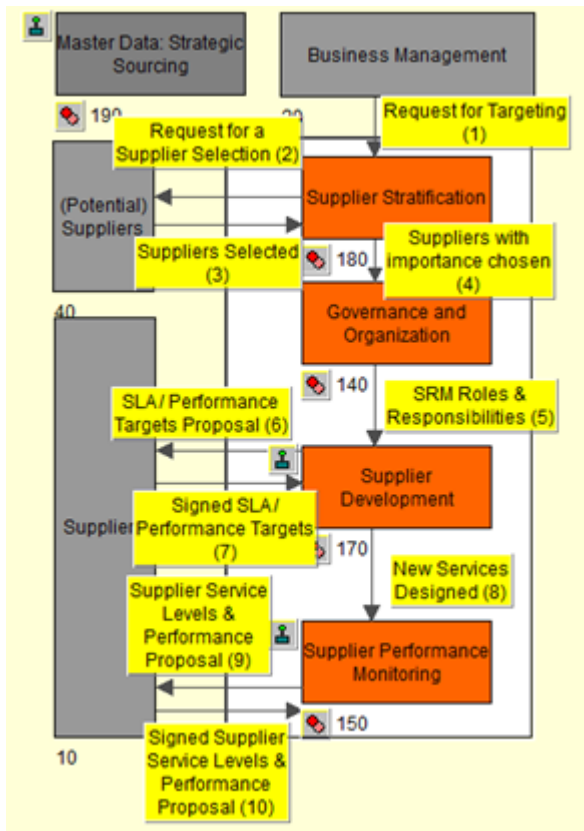 Master Data: Strategic
Sourcing
Business Management
190
20
Request for Targeting
(1)
Request for a
Supplier Selection (2)
(Potential)
Suppliers
Supplier Stratification
Suppliers Selected
(3)
180
Suppliers with
importance chosen
(4)
40
Governance and
Organization
140
SRM Roles &
Responsibilities (5)
SLA / Performance
Targets Proposal (6)
Supplier
Development
Supplier
Signed SLA /
Performance Targets
(7)
170
New Services
Designed (8)
Supplier Service
Levels &
Performance
Proposal (9)
Supplier Performance
Monitoring
150
10
Signed Supplier
Service Levels &
Performance
Proposal (10)